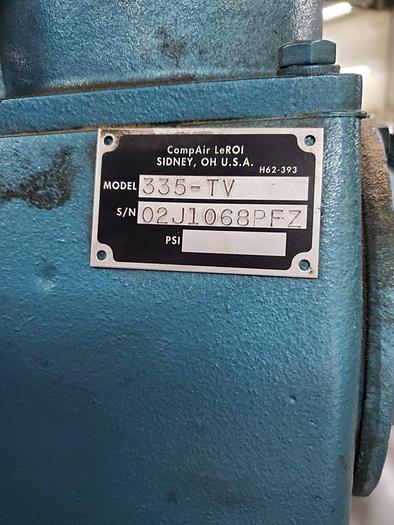 CompAir LeROI
SIDNEY, OH U.S.A.
H62-393
MODEL 335-TV
S/N 02J1068PFZ
PSI